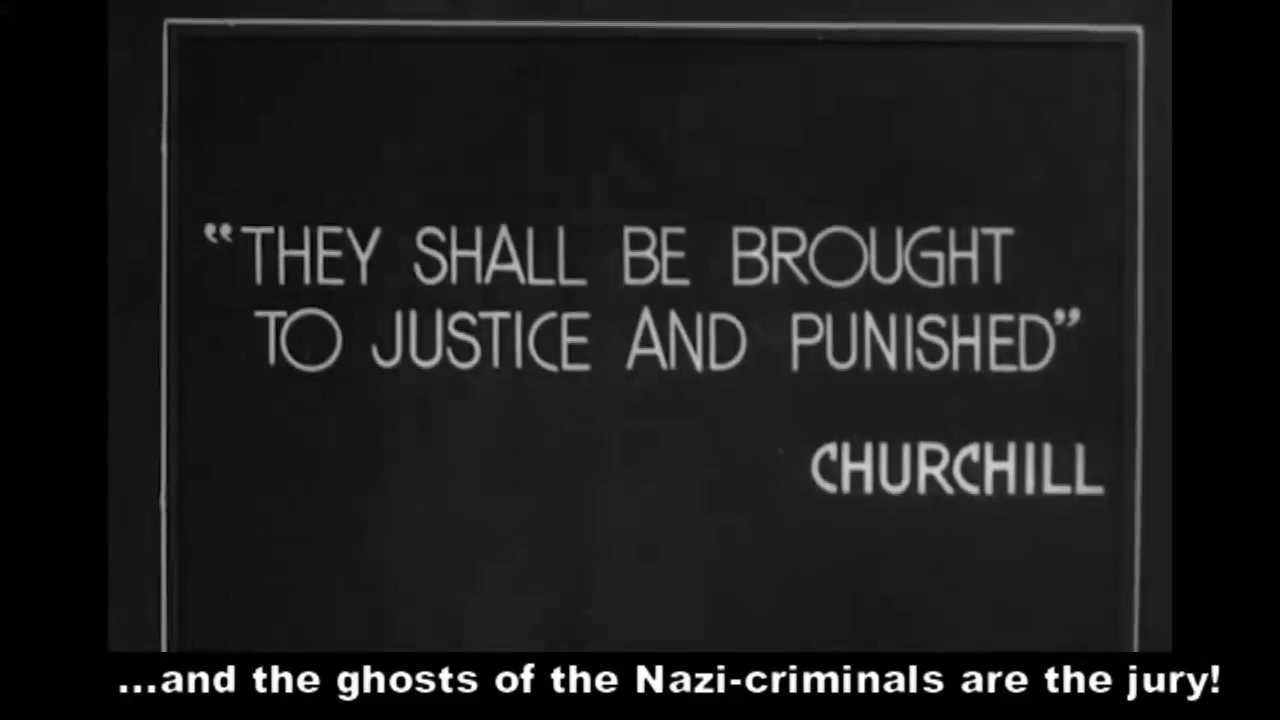 “THEY SHALL BE BROUGHT
TO JUSTICE AND PUNISHED”
CHURCHILL
...and the ghosts of the Nazi-criminals are the jury!